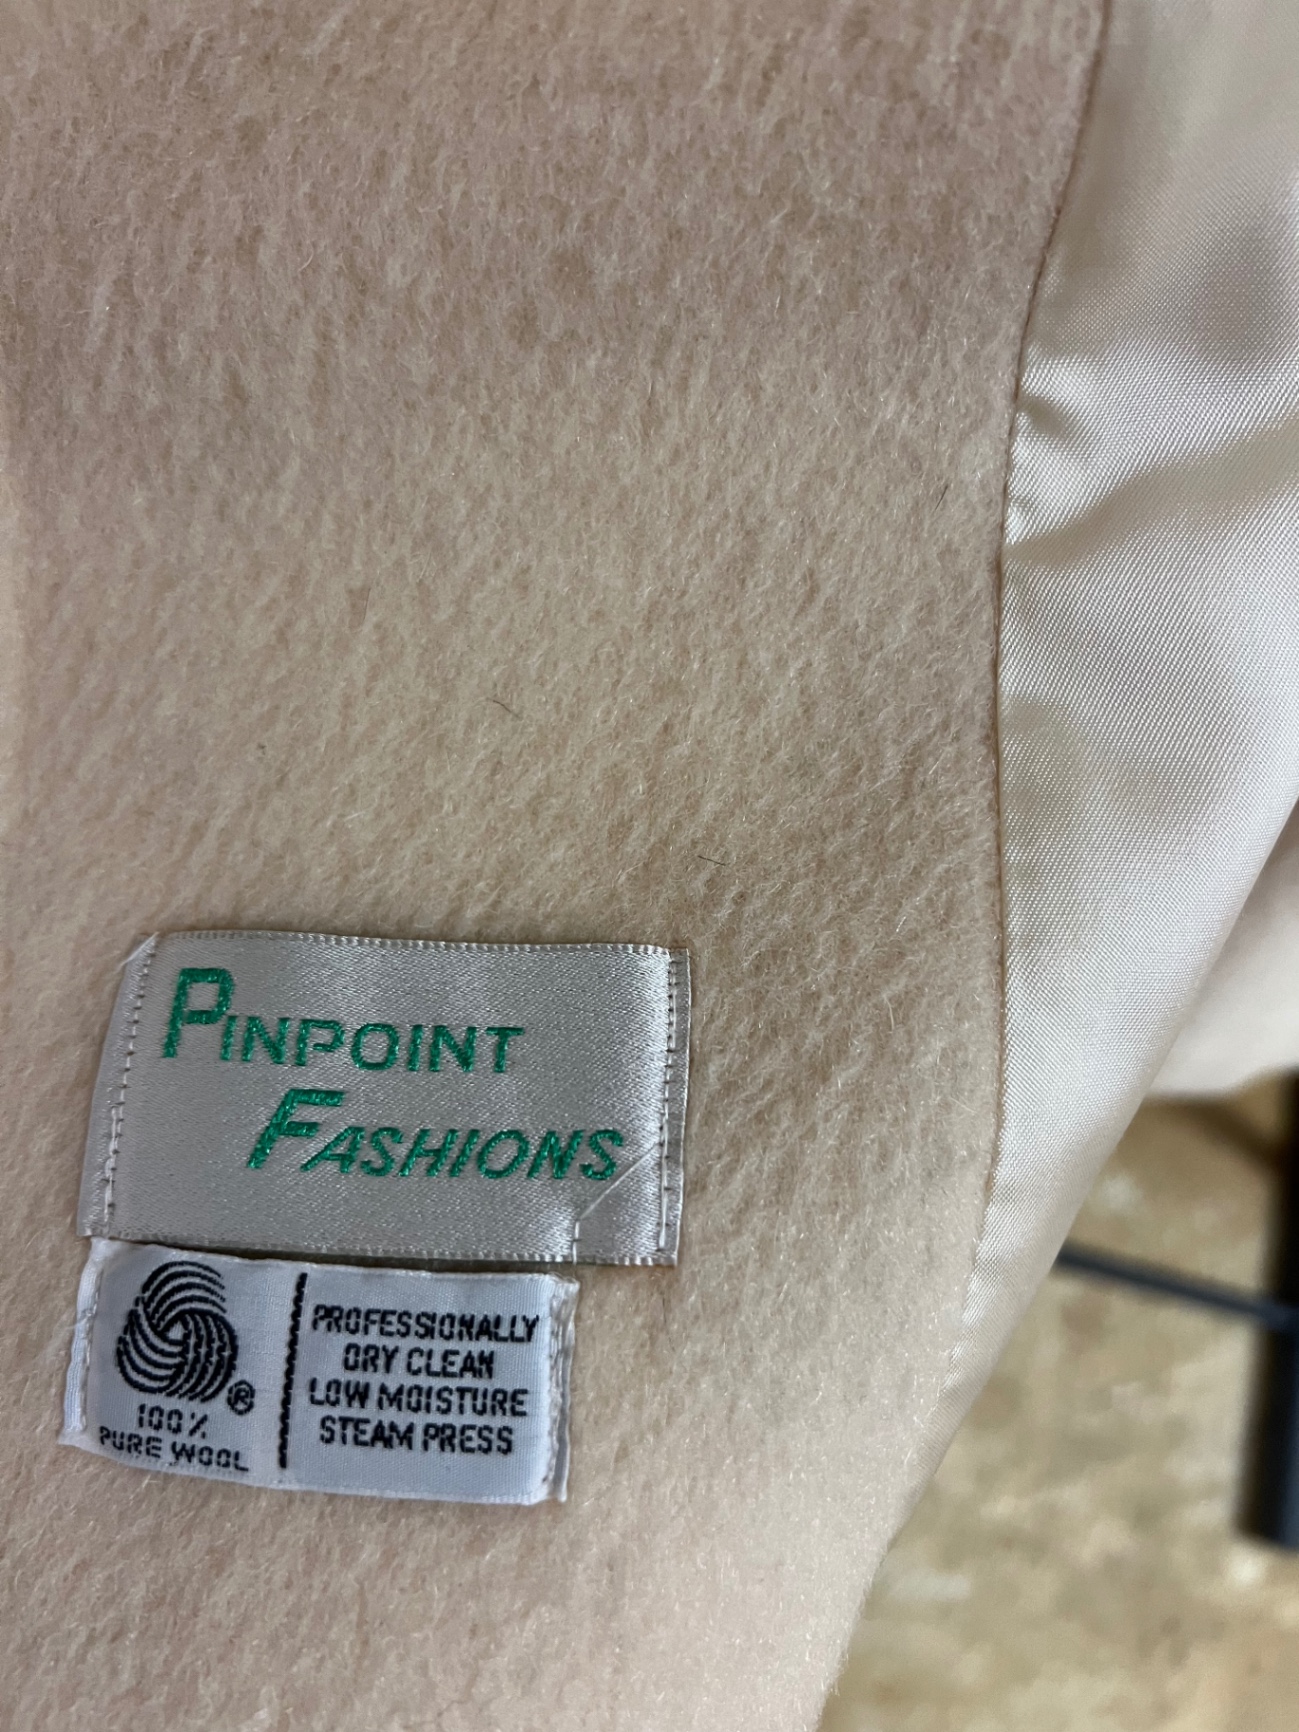 PINPOINT
FASHIONS
®
100%
PURE WOOL
PROFESSIONALLY
DRY CLEAN
LOW MOISTURE
STEAM PRESS